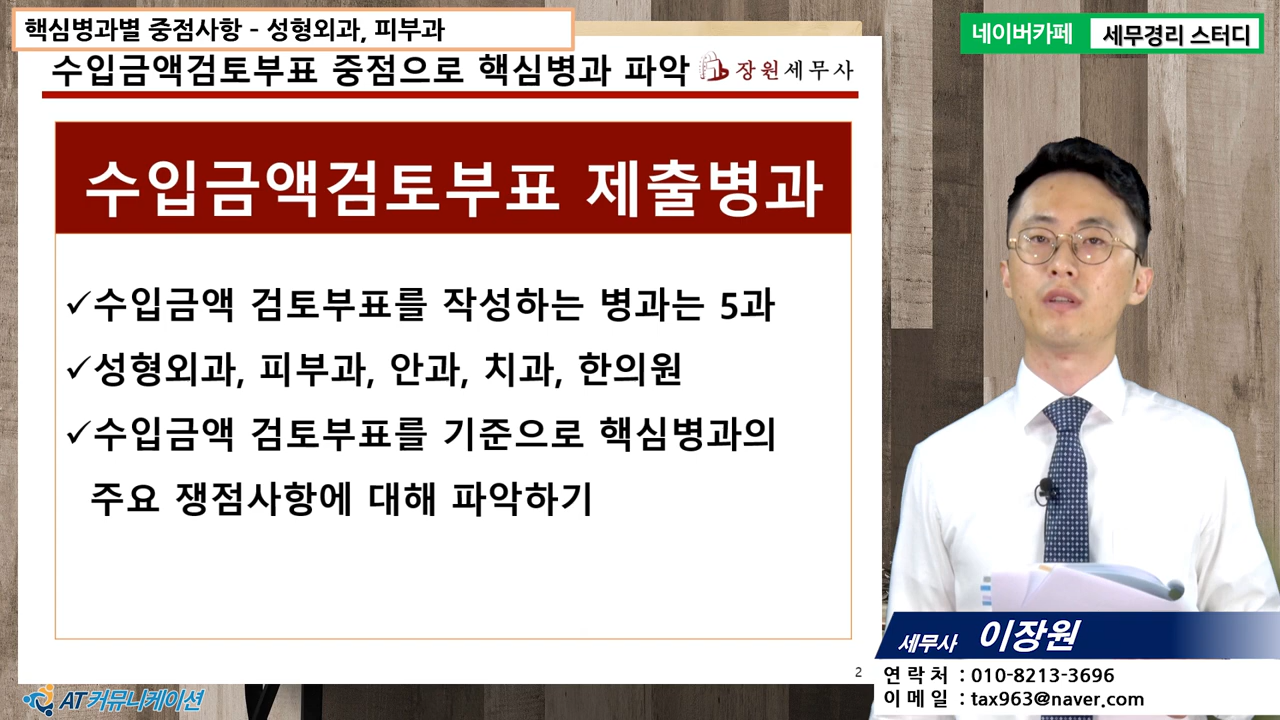 핵심병과별 중점사항 - 성형외과, 피부과
네이버카페 세무경리 스터디
수입금액검토부표 중점으로 핵심병과 파악
장원세무사
수입금액검토부표 제출병과
✓수입금액 검토부표를 작성하는 병과는 5과
✓성형외과, 피부과, 안과, 치과, 한의원
✓수입금액 검토부표를 기준으로 핵심병과의
주요 쟁점사항에 대해 파악하기
2
세무사 이장원
연 락 처 : 010-8213-3696
이 메 일 : tax963@naver.com
AT커뮤니케이션